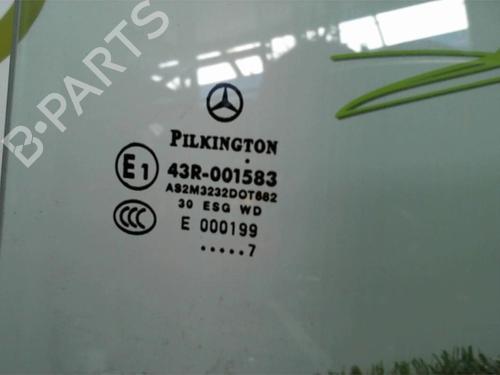 B-PARTS
PILKINGTON
E1
43R-001583
AS2M3232DOT682
30 ESG WD
CCC
E 000199
.....7